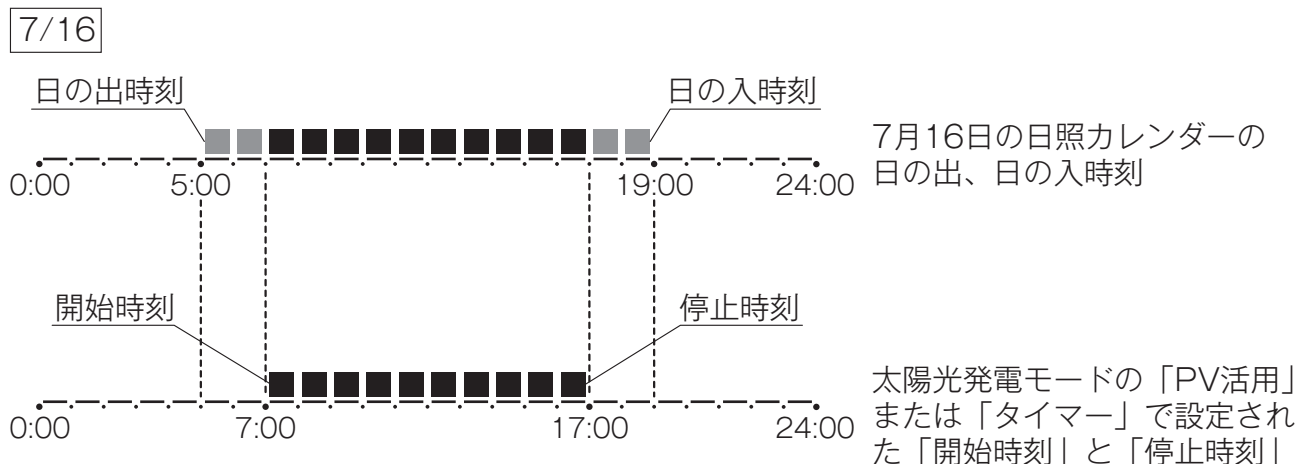 7/16
日の出時刻
日の入時刻
0:00
5:00
19:00
24:00
7月16日の日照カレンダーの
日の出、日の入時刻
開始時刻
停止時刻
0:00
7:00
17:00
24:00
太陽光発電モードの「PV活用」
または「タイマー」で設定され
た「開始時刻」と「停止時刻」